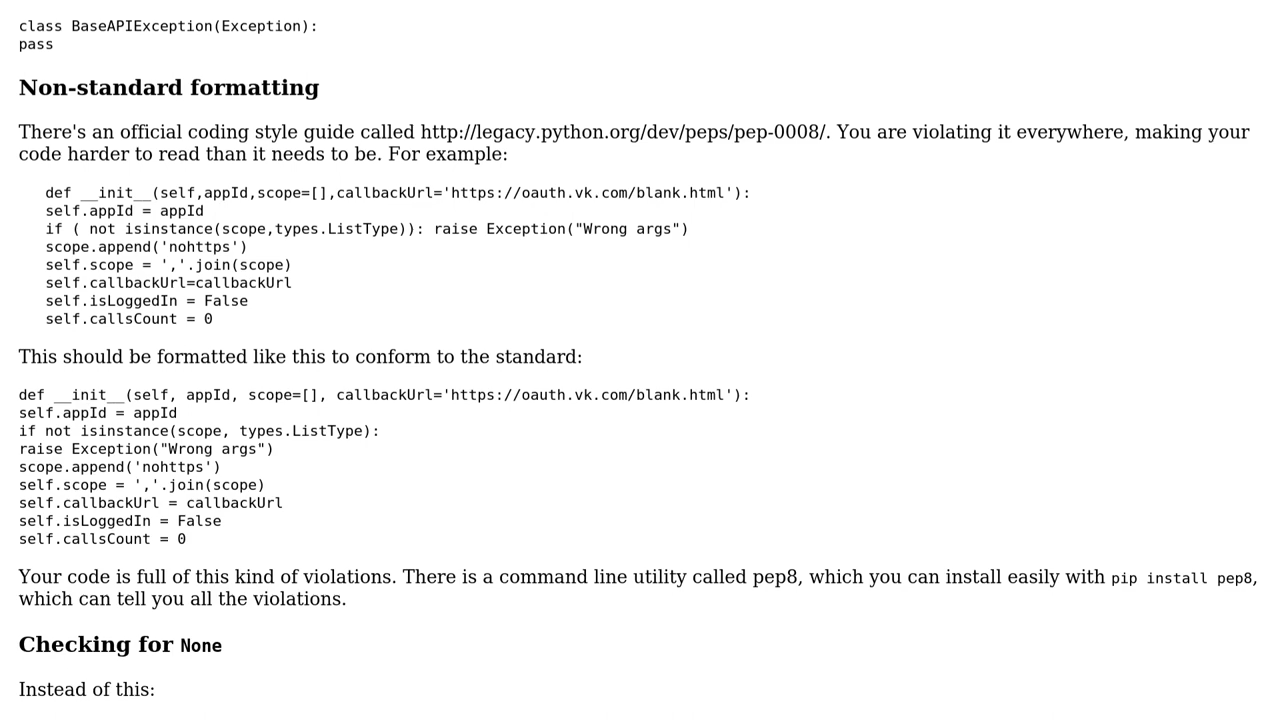 class BaseAPIException(Exception):
pass
Non-standard formatting
There's an official coding style guide called http://legacy.python.org/dev/peps/pep-0008/. You are violating it everywhere, making your
code harder to read than it needs to be. For example:
def __init__(self,appId,scope=[],callbackUrl='https://oauth.vk.com/blank.html'):
self.appId = appId
if ( not isinstance(scope,types.ListType)): raise Exception("Wrong args")
scope.append('nohttps')
self.scope = ','.join(scope)
self.callbackUrl=callbackUrl
self.isLoggedIn = False
self.callsCount = 0
This should be formatted like this to conform to the standard:
def __init__(self, appId, scope=[], callbackUrl='https://oauth.vk.com/blank.html'):
self.appId = appId
if not isinstance(scope, types.ListType):
raise Exception("Wrong args")
scope.append('nohttps')
self.scope = ','.join(scope)
self.callbackUrl = callbackUrl
self.isLoggedIn = False
self.callsCount = 0
Your code is full of this kind of violations. There is a command line utility called pep8, which you can install easily with pip install pep8,
which can tell you all the violations.
Checking for None
Instead of this: